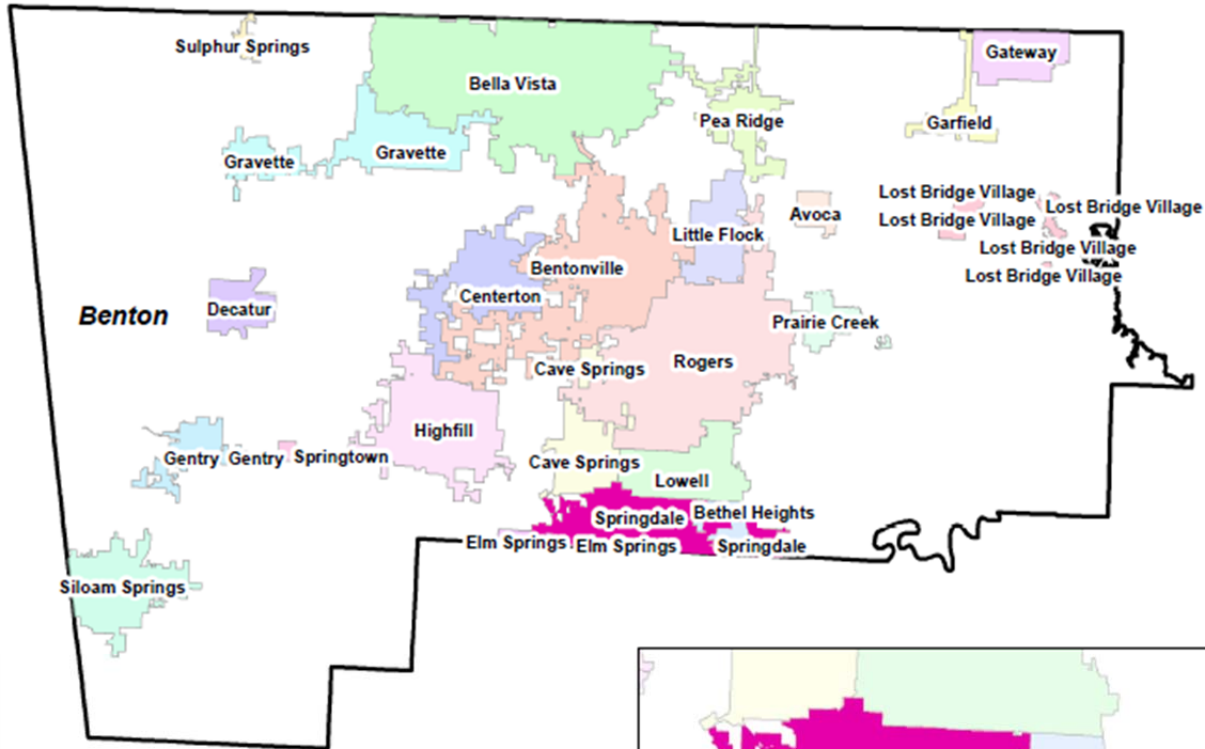 Sulphur Springs
Gateway
Bella Vista
Pea Ridge
Garfield
Gravette
Gravette
Lost Bridge Village
Lost Bridge Village
Avoca
Lost Bridge Village
Little Flock
Lost Bridge Village
Bentonville
Lost Bridge Village
Centerton
Decatur
Benton
Prairie Creek
Cave Springs
Rogers
Highfill
Gentry
Gentry
Springtown
Cave Springs
Lowell
Springdale
Bethel Heights
Elm Springs
Elm Springs
Springdale
Siloam Springs